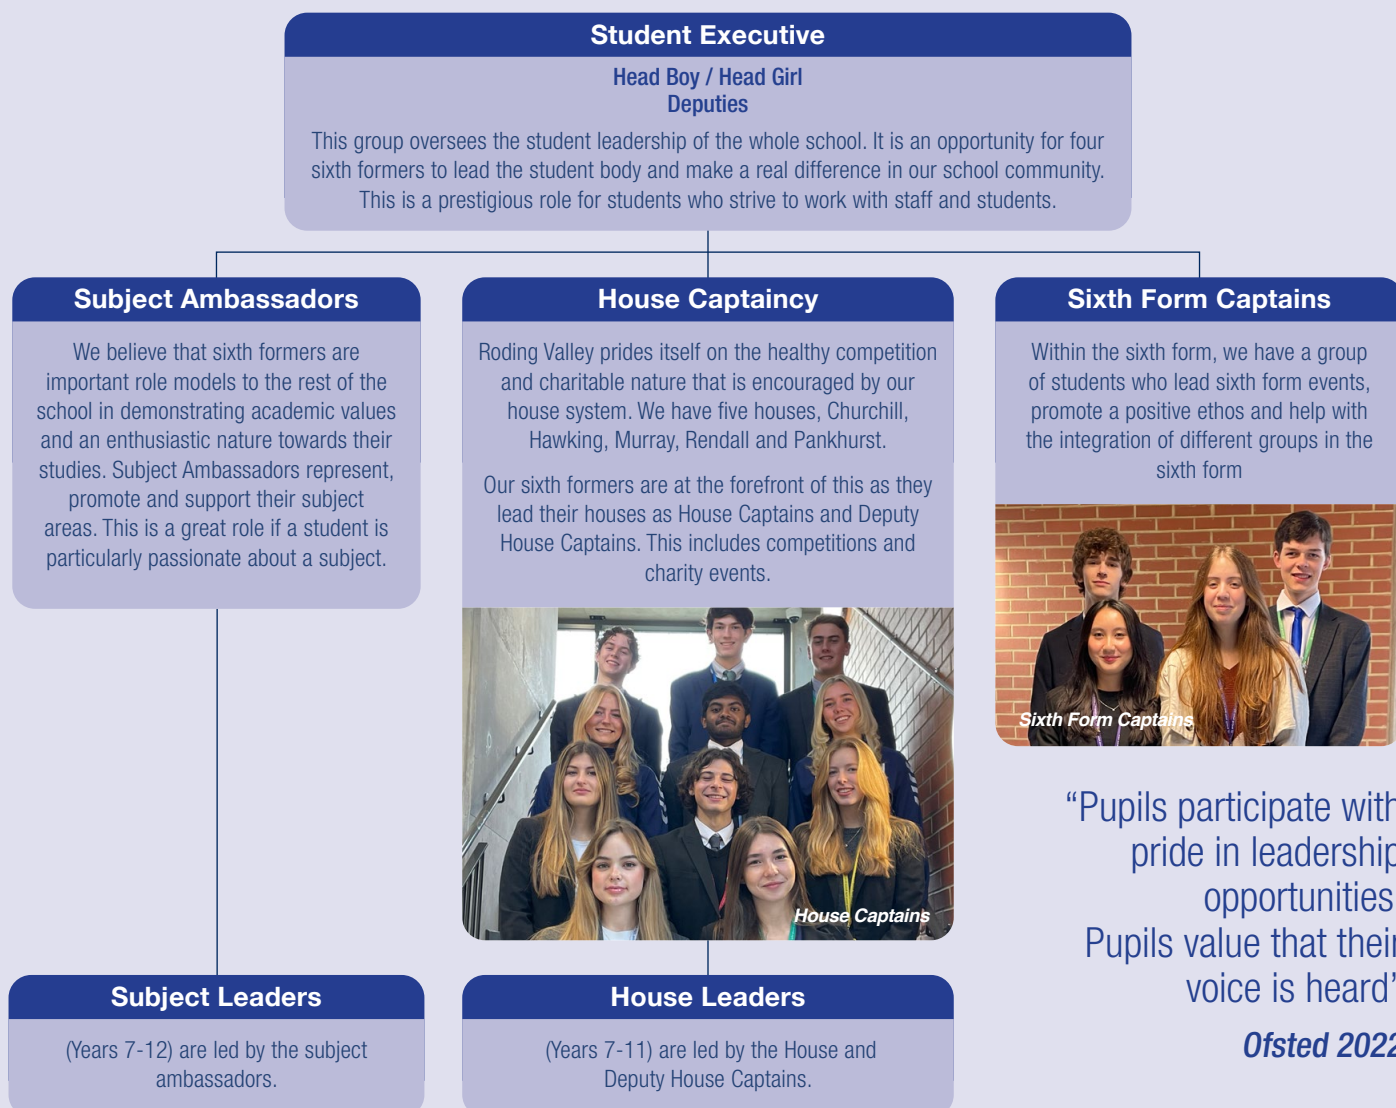 Student Executive
Head Boy / Head Girl
Deputies
This group oversees the student leadership of the whole school. It is an opportunity for four
sixth formers to lead the student body and make a real difference in our school community.
This is a prestigious role for students who strive to work with staff and students.
Subject Ambassadors
We believe that sixth formers are
important role models to the rest of the
school in demonstrating academic values
and an enthusiastic nature towards their
studies. Subject Ambassadors represent,
promote and support their subject
areas. This is a great role if a student is
particularly passionate about a subject.
House Captaincy
Roding Valley prides itself on the healthy competition
and charitable nature that is encouraged by our
house system. We have five houses, Churchill,
Hawking, Murray, Rendall and Pankhurst.
Our sixth formers are at the forefront of this as they
lead their houses as House Captains and Deputy
House Captains. This includes competitions and
charity events.
House Captains
Sixth Form Captains
Within the sixth form, we have a group
of students who lead sixth form events,
promote a positive ethos and help with
the integration of different groups in the
sixth form
Sixth Form Captains
“Pupils participate with
pride in leadership
opportunities.
Pupils value that their
voice is heard”
Ofsted 2022
Subject Leaders
(Years 7-12) are led by the subject
ambassadors.
House Leaders
(Years 7-11) are led by the House and
Deputy House Captains.